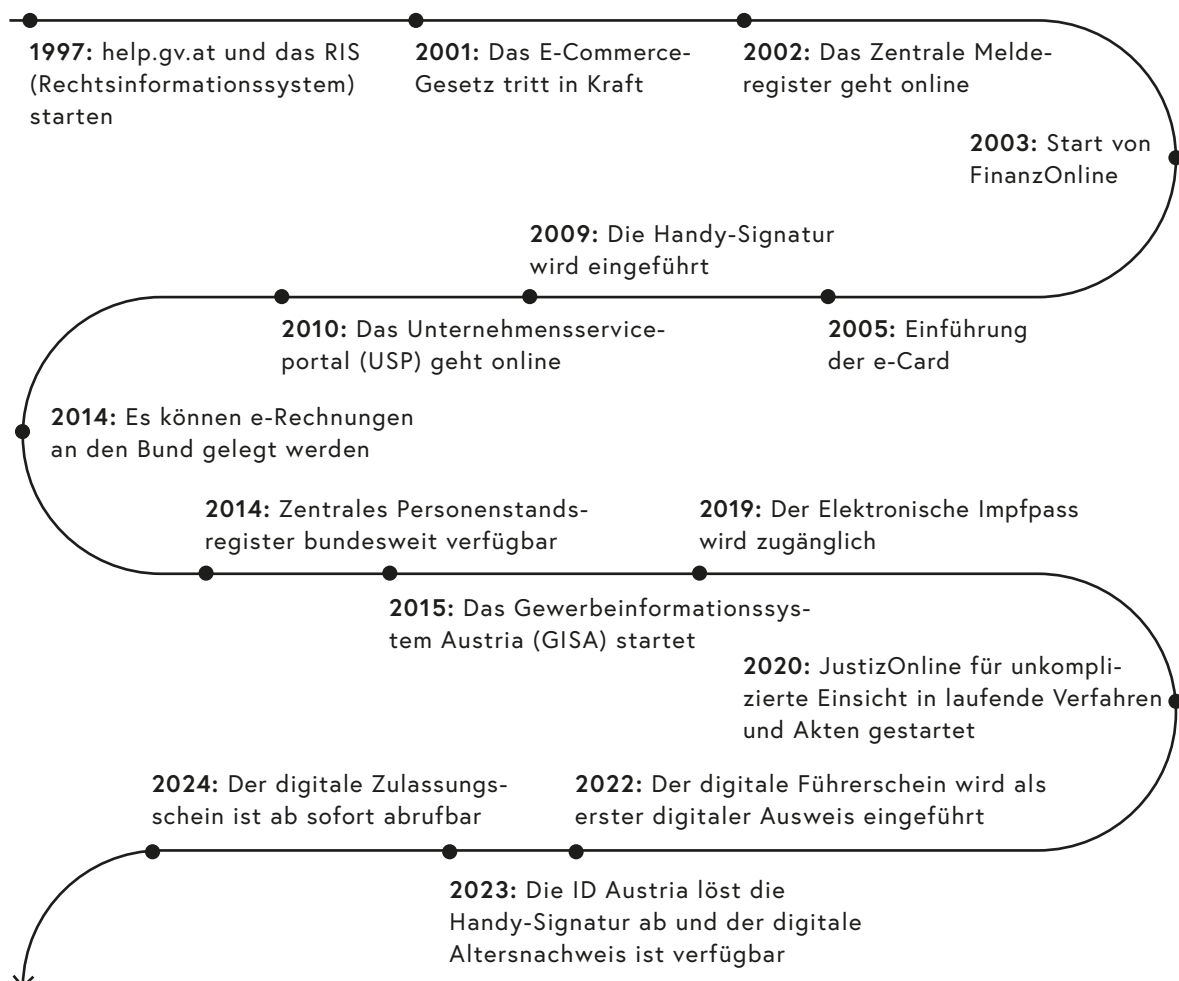 1997: help.gv.at und das RIS
(Rechtsinformationssystem)
starten
2001: Das E-Commerce-
Gesetz tritt in Kraft
2002: Das Zentrale Melde-
register geht online
2003: Start von
FinanzOnline
2005: Einführung
der e-Card
2009: Die Handy-Signatur
wird eingeführt
2010: Das Unternehmensservice-
portal (USP) geht online
2014: Es können e-Rechnungen
an den Bund gelegt werden
2014: Zentrales Personenstands-
register bundesweit verfügbar
2015: Das Gewerbeinformationssys-
tem Austria (GISA) startet
2019: Der Elektronische Impfpass
wird zugänglich
2020: JustizOnline für unkompli-
zierte Einsicht in laufende Verfahren
und Akten gestartet
2022: Der digitale Führerschein wird als
erster digitaler Ausweis eingeführt
2023: Die ID Austria löst die
Handy-Signatur ab und der digitale
Altersnachweis ist verfügbar
2024: Der digitale Zulassungs-
schein ist ab sofort abrufbar